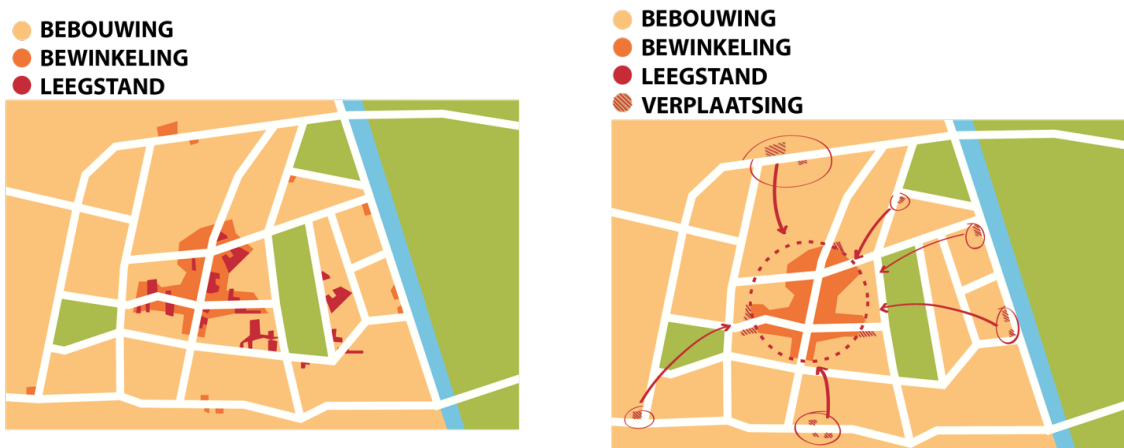 BEBOUWING
BEWINKELING
LEEGSTAND
BEBOUWING
BEWINKELING
LEEGSTAND
VERPLAATSING